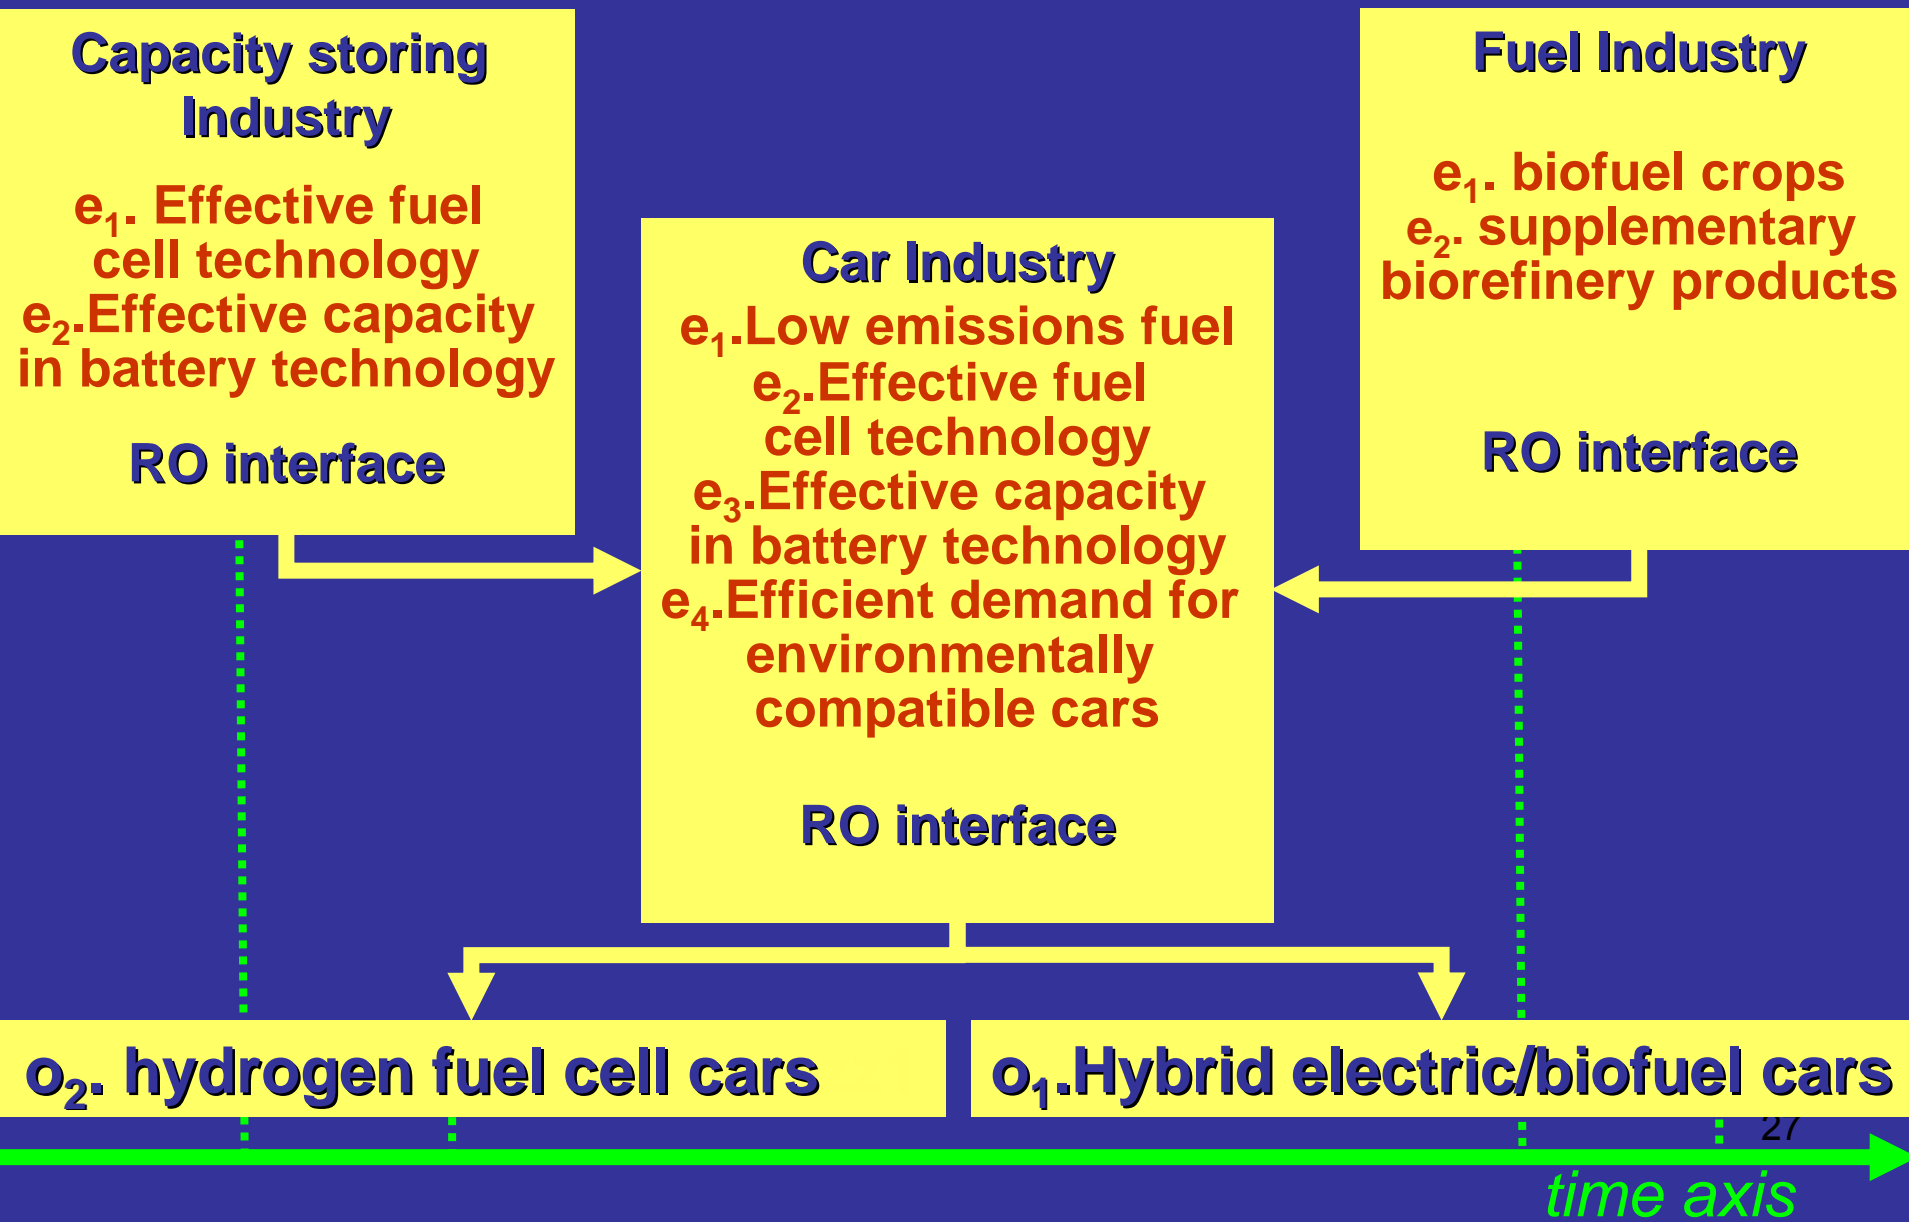 Capacity storing
Industry
e₁. Effective fuel
cell technology
e₂.Effective capacity
in battery technology
RO interface
Car Industry
e₁.Low emissions fuel
e₂.Effective fuel
cell technology
e₃.Effective capacity
in battery technology
e₄.Efficient demand for
environmentally
compatible cars
RO interface
Fuel Industry
e₁. biofuel crops
e₂. supplementary
biorefinery products
RO interface
o₂. hydrogen fuel cell cars
o₁.Hybrid electric/biofuel cars
27
time axis